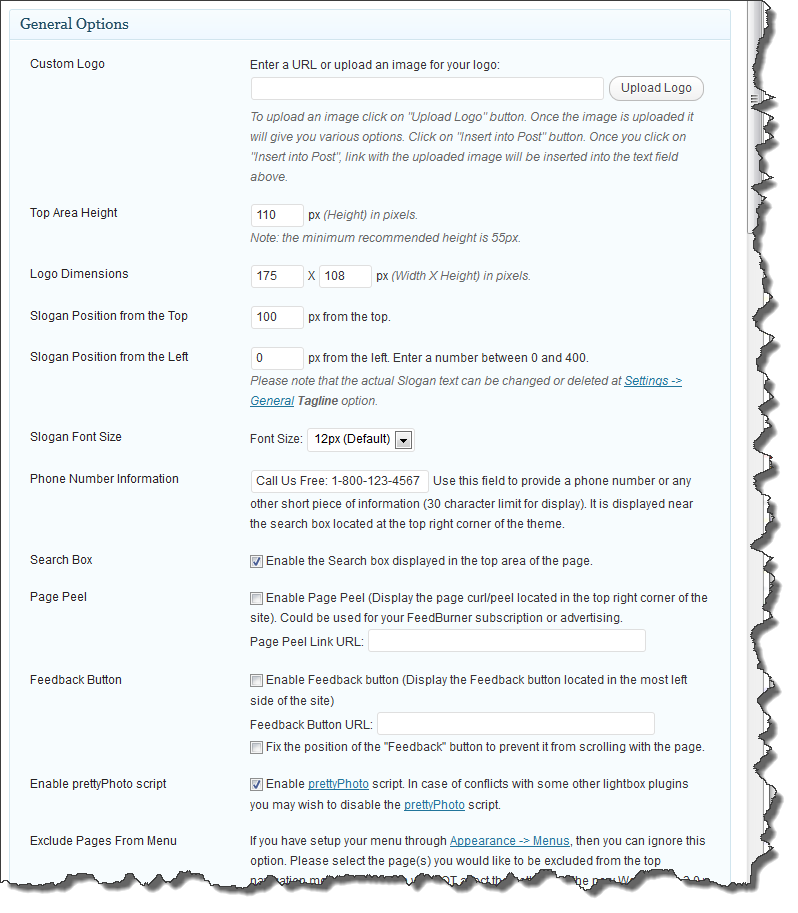 General Options
Custom Logo
Enter a URL or upload an image for your logo:
Upload Logo
To upload an image click on "Upload Logo" button. Once the image is uploaded it
will give you various options. Click on "Insert into Post" button. Once you click on
"Insert into Post", link with the uploaded image will be inserted into the text field
above.
Top Area Height
110 px (Height) in pixels.
Note: the minimum recommended height is 55px.
Logo Dimensions
175 X 108 px (Width X Height) in pixels.
Slogan Position from the Top
100 px from the top.
Slogan Position from the Left
0 px from the left. Enter a number between 0 and 400.
Please note that the actual Slogan text can be changed or deleted at Settings ->
General Tagline option.
Slogan Font Size
Font Size: 12px (Default)
Phone Number Information
Call Us Free: 1-800-123-4567 Use this field to provide a phone number or any
other short piece of information (30 character limit for display). It is displayed near
the search box located at the top right corner of the theme.
Search Box
Enable the Search box displayed in the top area of the page.
Page Peel
Enable Page Peel (Display the page curl/peel located in the top right corner of the
site). Could be used for your FeedBurner subscription or advertising.
Page Peel Link URL:
Feedback Button
Enable Feedback button (Display the Feedback button located in the most left
side of the site)
Feedback Button URL:
Fix the position of the "Feedback" button to prevent it from scrolling with the page.
Enable prettyPhoto script
Enable prettyPhoto script. In case of conflicts with some other lightbox plugins
you may wish to disable the prettyPhoto script.
Exclude Pages From Menu
If you have setup your menu through Appearance -> Menus, then you can ignore this
option. Please select the page(s) you would like to be excluded from the top